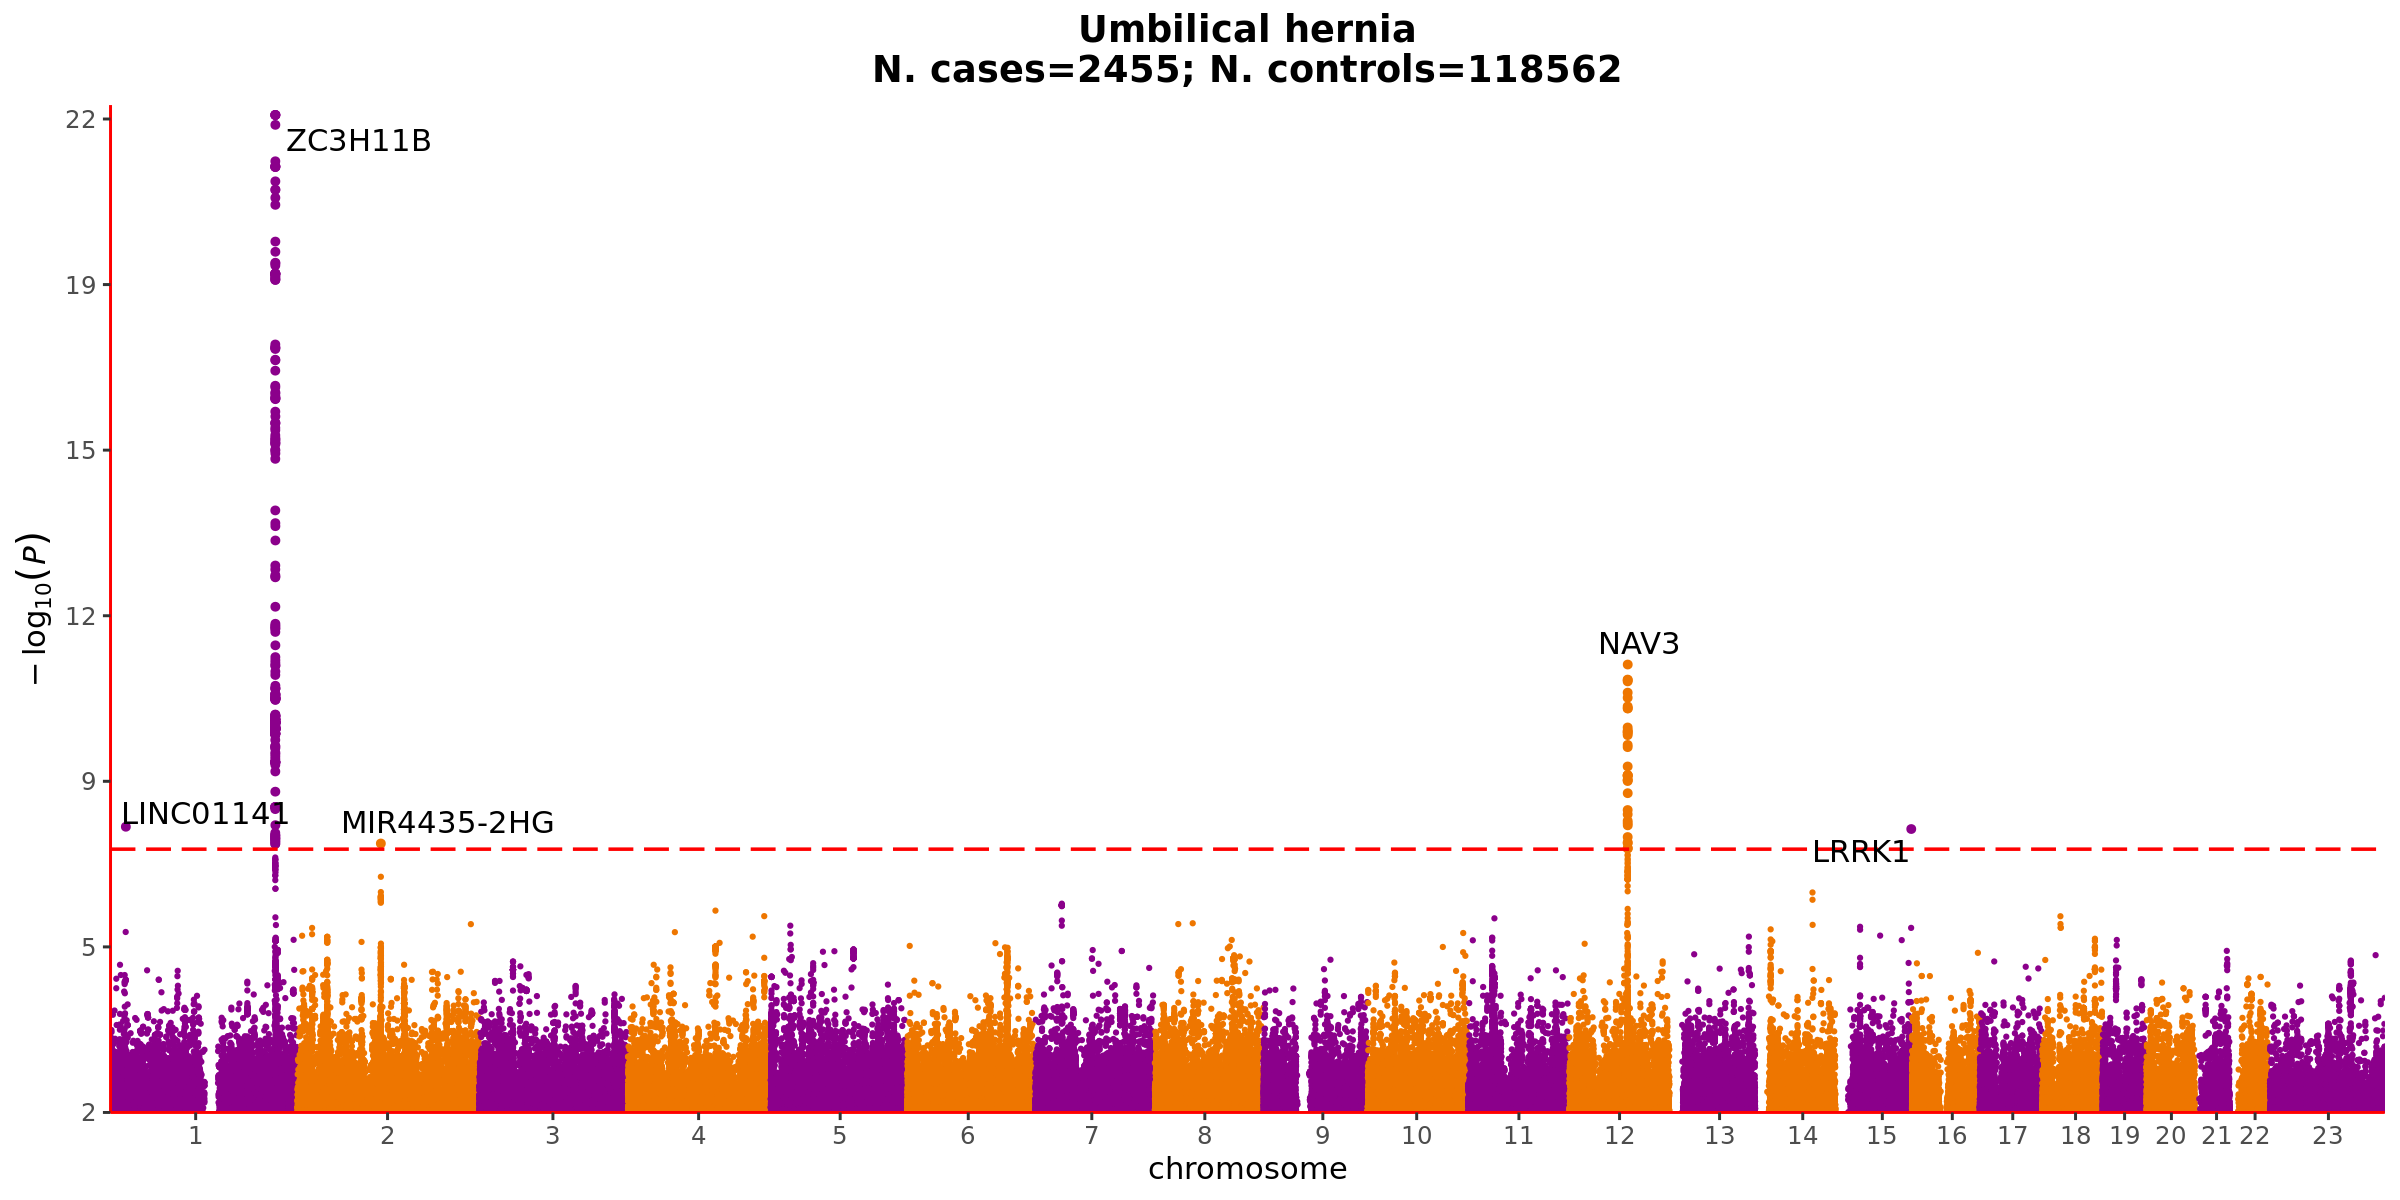 Umbilical hernia
N. cases=2455; N. controls=118562
22
ZC3H11B
19
15
12
NAV3
9
LINC01141
MIR4435-2HG
LRRK1
5
2
−log10(P)
1 2 3 4 5 6 7 8 9 10 11 12 13 14 15 16 17 18 19 20 21 22 23
chromosome